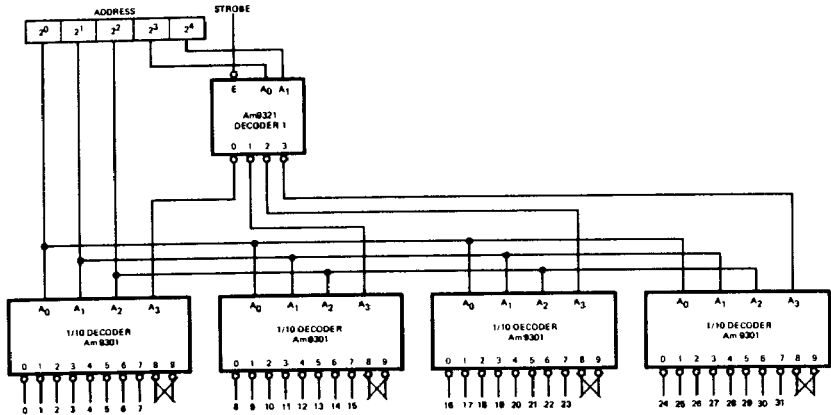 ADDRESS
STROBE
2⁰ 2¹ 2² 2³ 2⁴
E A₀ A₁
Am9321
DECODER 1
0 1 2 3
A₀ A₁ A₂ A₃ A₀ A₁ A₂ A₃ A₀ A₁ A₂ A₃ A₀ A₁ A₂ A₃
1/10 DECODER 1/10 DECODER 1/10 DECODER 1/10 DECODER
Am9301 Am9301 Am9301 Am9301
0 1 2 3 4 5 6 7 8 9 0 1 2 3 4 5 6 7 8 9 0 1 2 3 4 5 6 7 8 9 0 1 2 3 4 5 6 7 8 9
0 1 2 3 4 5 6 7 8 9 10 11 12 13 14 15 16 17 18 19 20 21 22 23 24 25 26 27 28 29 30 31